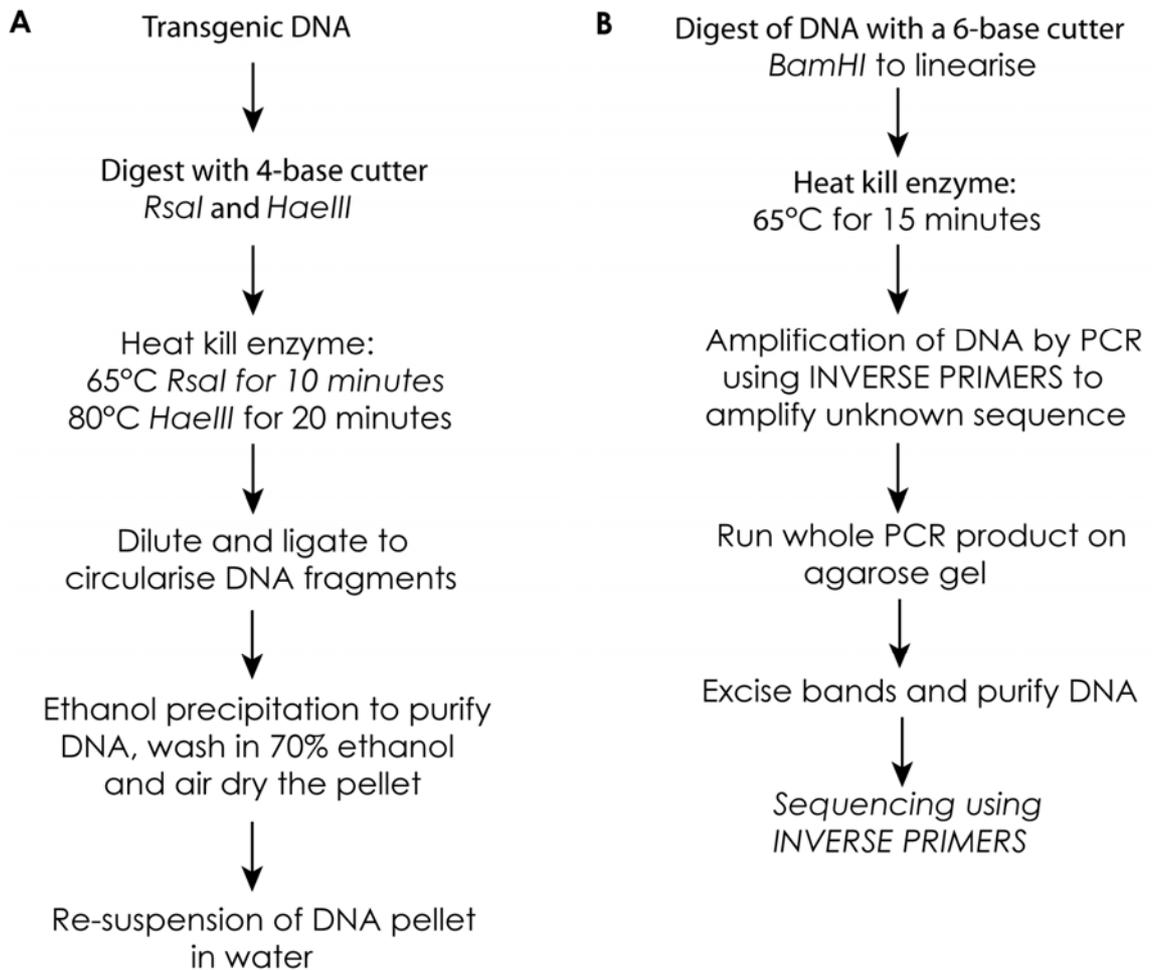 A
Transgenic DNA
Digest with 4-base cutter
RsaI and HaeIII
Heat kill enzyme:
65°C RsaI for 10 minutes
80°C HaeIII for 20 minutes
Dilute and ligate to
circularise DNA fragments
Ethanol precipitation to purify
DNA, wash in 70% ethanol
and air dry the pellet
Re-suspension of DNA pellet
in water
B
Digest of DNA with a 6-base cutter
BamHI to linearise
Heat kill enzyme:
65°C for 15 minutes
Amplification of DNA by PCR
using INVERSE PRIMERS to
amplify unknown sequence
Run whole PCR product on
agarose gel
Excise bands and purify DNA
Sequencing using
INVERSE PRIMERS